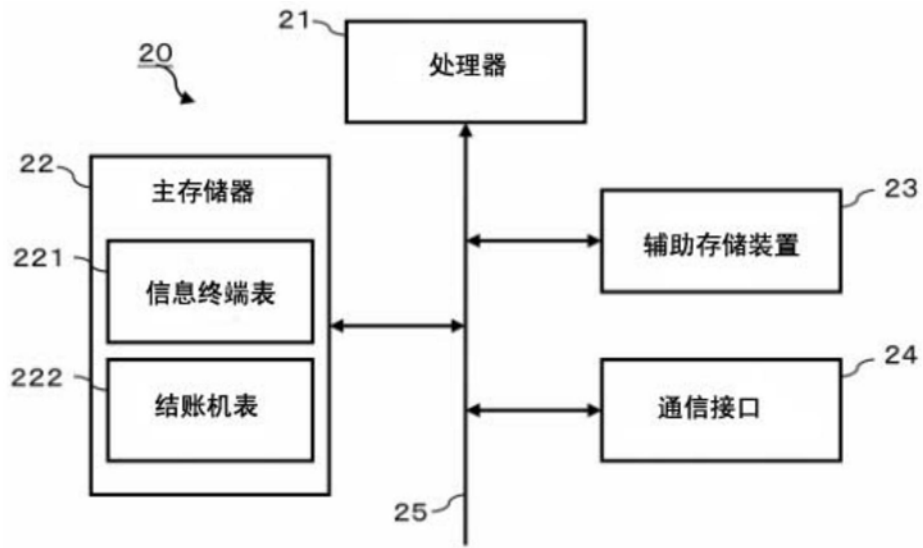 21
处理器
20
22
主存储器
23
辅助存储装置
221
信息终端表
24
通信接口
222
结账机表
25